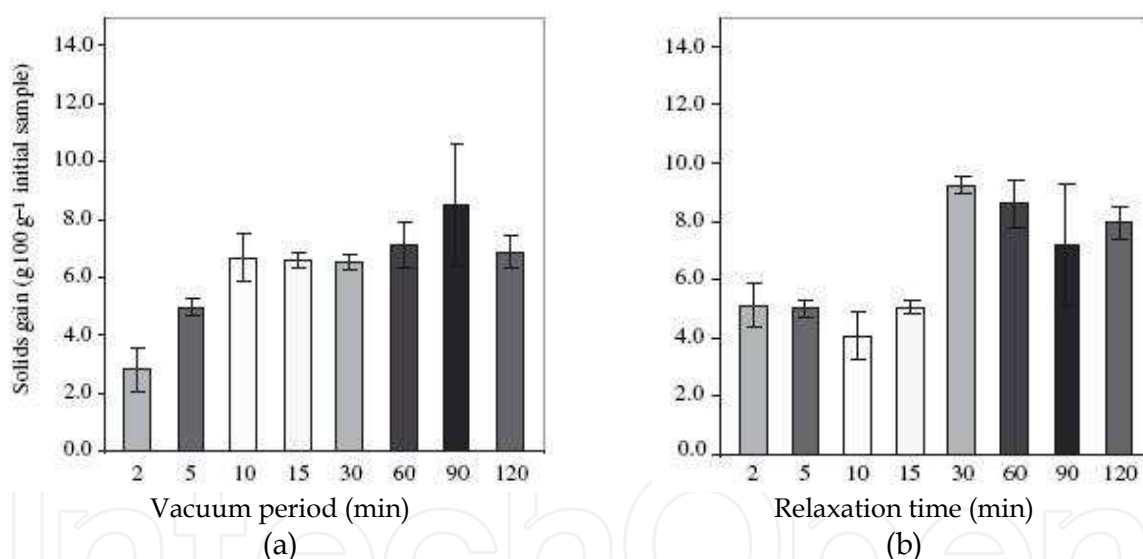 Solids gain (g100 g⁻¹ initial sample)
14.0
12.0
10.0
8.0
6.0
4.0
2.0
0.0
2 5 10 15 30 60 90 120
Vacuum period (min)
(a)
14.0
12.0
10.0
8.0
6.0
4.0
2.0
0.0
2 5 10 15 30 60 90 120
Relaxation time (min)
(b)
IntechOpen